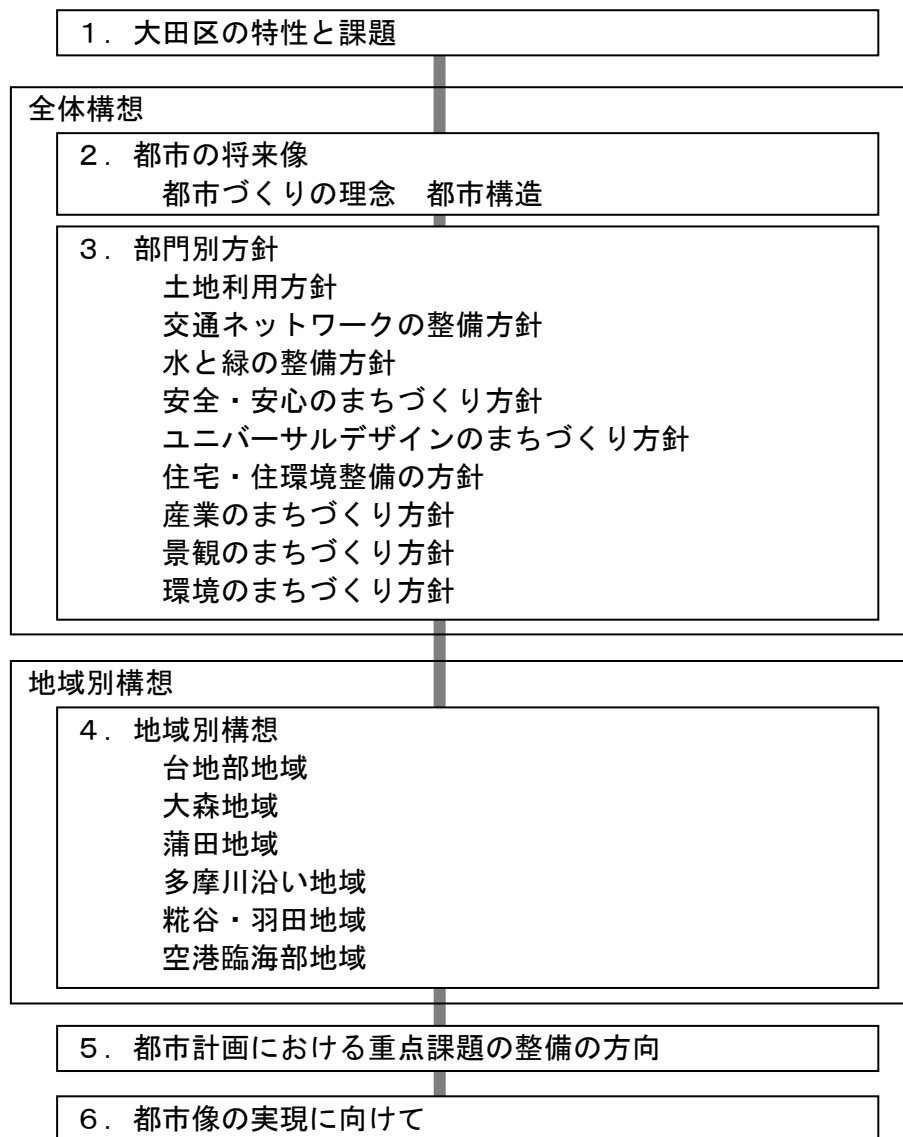 １．大田区の特性と課題
全体構想
２．都市の将来像
都市づくりの理念　都市構造
３．部門別方針
土地利用方針
交通ネットワークの整備方針
水と緑の整備方針
安全・安心のまちづくり方針
ユニバーサルデザインのまちづくり方針
住宅・住環境整備の方針
産業のまちづくり方針
景観のまちづくり方針
環境のまちづくり方針
地域別構想
４．地域別構想
台地部地域
大森地域
蒲田地域
多摩川沿い地域
糀谷・羽田地域
空港臨海部地域
５．都市計画における重点課題の整備の方向
６．都市像の実現に向けて